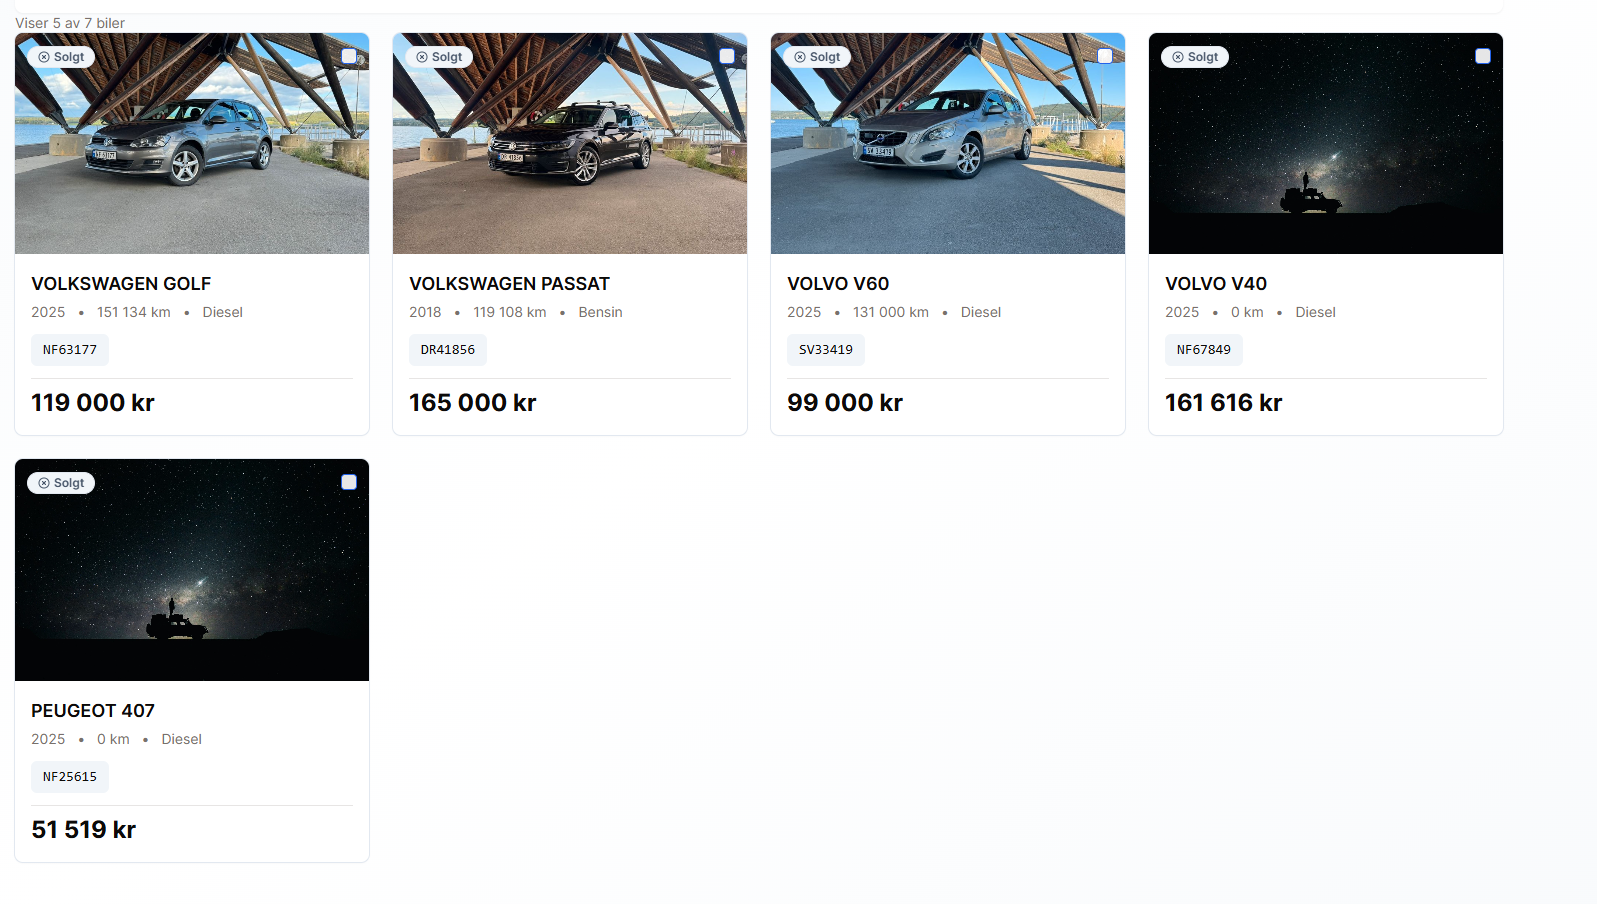 Viser 5 av 7 biler
Solgt
VOLKSWAGEN GOLF
2025 • 151 134 km • Diesel
NF63177
119 000 kr
Solgt
VOLKSWAGEN PASSAT
2018 • 119 108 km • Bensin
DR41856
165 000 kr
Solgt
SV 33419
VOLVO V60
2025 • 131 000 km • Diesel
SV33419
99 000 kr
Solgt
VOLVO V40
2025 • 0 km • Diesel
NF67849
161 616 kr
Solgt
PEUGEOT 407
2025 • 0 km • Diesel
NF25615
51 519 kr